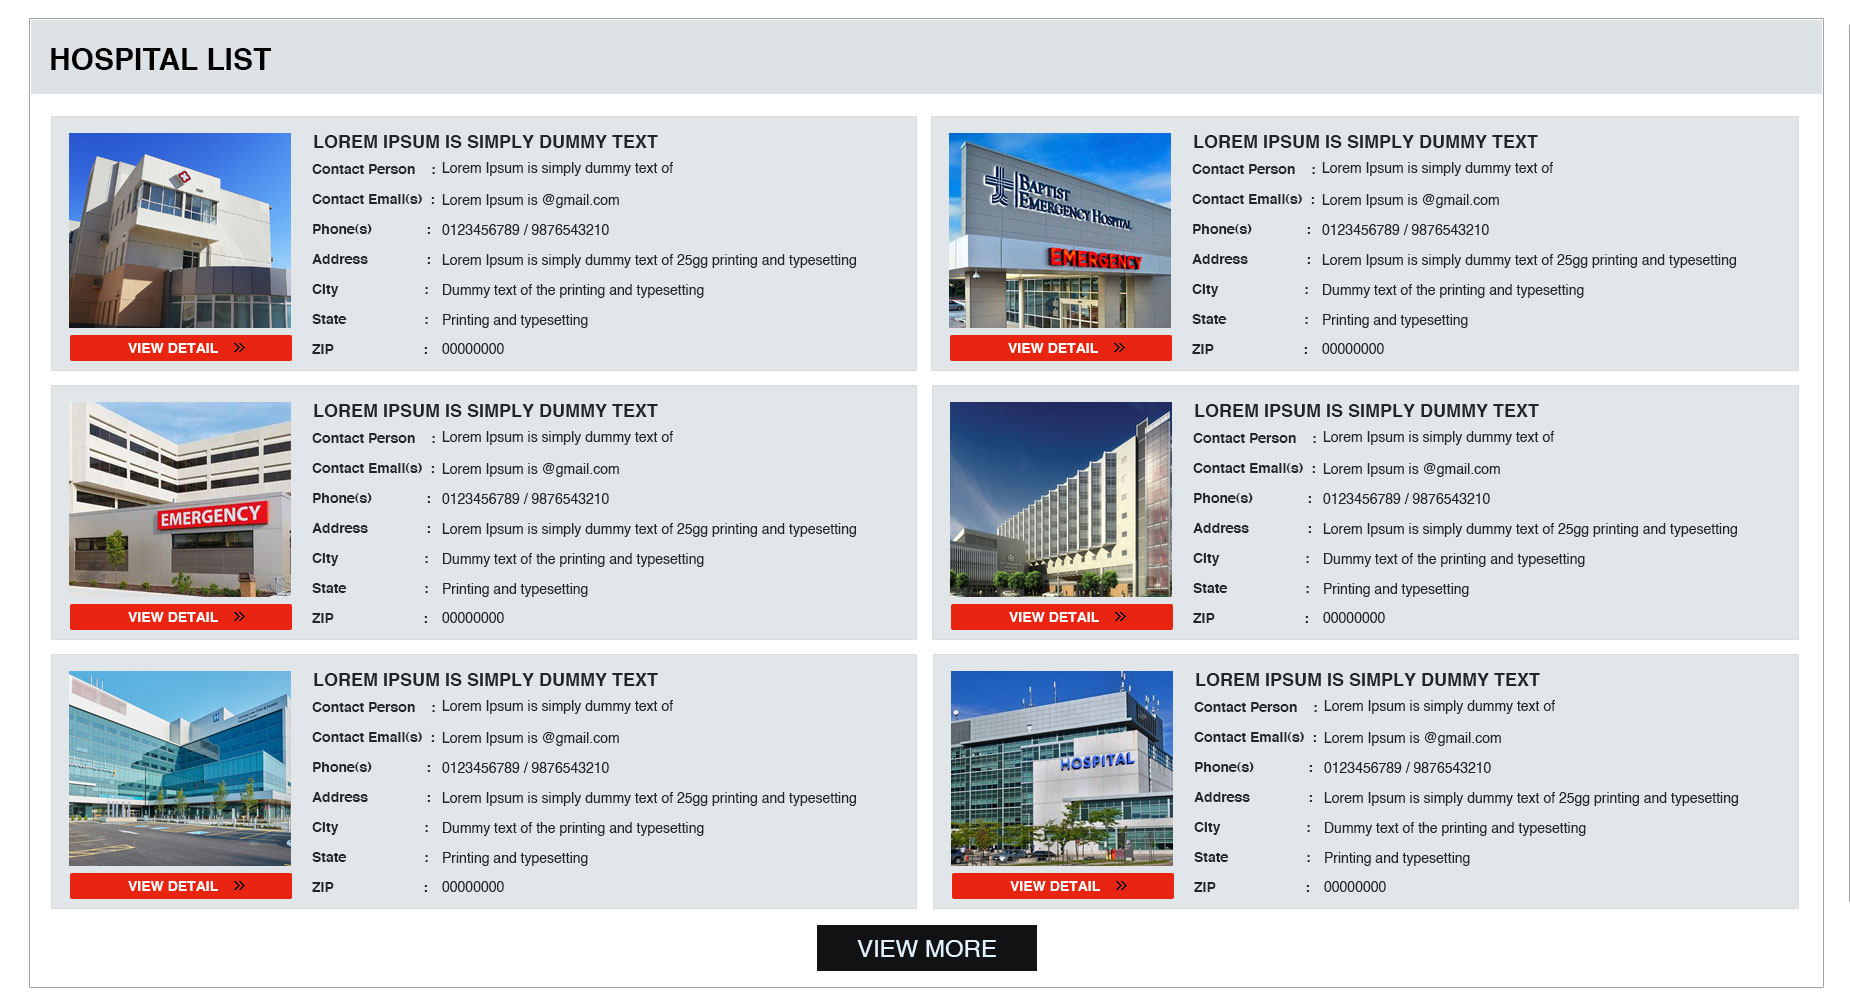 HOSPITAL LIST
LOREM IPSUM IS SIMPLY DUMMY TEXT
Contact Person : Lorem Ipsum is simply dummy text of
Contact Email(s) : Lorem Ipsum is @gmail.com
Phone(s) : 0123456789 / 9876543210
Address : Lorem Ipsum is simply dummy text of 25gg printing and typesetting
City : Dummy text of the printing and typesetting
State : Printing and typesetting
ZIP : 00000000
VIEW DETAIL »
BAPTIST
EMERGENCY HOSPITAL
EMERGENCY
LOREM IPSUM IS SIMPLY DUMMY TEXT
Contact Person : Lorem Ipsum is simply dummy text of
Contact Email(s) : Lorem Ipsum is @gmail.com
Phone(s) : 0123456789 / 9876543210
Address : Lorem Ipsum is simply dummy text of 25gg printing and typesetting
City : Dummy text of the printing and typesetting
State : Printing and typesetting
ZIP : 00000000
VIEW DETAIL »
EMERGENCY
LOREM IPSUM IS SIMPLY DUMMY TEXT
Contact Person : Lorem Ipsum is simply dummy text of
Contact Email(s) : Lorem Ipsum is @gmail.com
Phone(s) : 0123456789 / 9876543210
Address : Lorem Ipsum is simply dummy text of 25gg printing and typesetting
City : Dummy text of the printing and typesetting
State : Printing and typesetting
ZIP : 00000000
VIEW DETAIL »
LOREM IPSUM IS SIMPLY DUMMY TEXT
Contact Person : Lorem Ipsum is simply dummy text of
Contact Email(s) : Lorem Ipsum is @gmail.com
Phone(s) : 0123456789 / 9876543210
Address : Lorem Ipsum is simply dummy text of 25gg printing and typesetting
City : Dummy text of the printing and typesetting
State : Printing and typesetting
ZIP : 00000000
VIEW DETAIL »
H
LOREM IPSUM IS SIMPLY DUMMY TEXT
Contact Person : Lorem Ipsum is simply dummy text of
Contact Email(s) : Lorem Ipsum is @gmail.com
Phone(s) : 0123456789 / 9876543210
Address : Lorem Ipsum is simply dummy text of 25gg printing and typesetting
City : Dummy text of the printing and typesetting
State : Printing and typesetting
ZIP : 00000000
VIEW DETAIL »
HOSPITAL
LOREM IPSUM IS SIMPLY DUMMY TEXT
Contact Person : Lorem Ipsum is simply dummy text of
Contact Email(s) : Lorem Ipsum is @gmail.com
Phone(s) : 0123456789 / 9876543210
Address : Lorem Ipsum is simply dummy text of 25gg printing and typesetting
City : Dummy text of the printing and typesetting
State : Printing and typesetting
ZIP : 00000000
VIEW DETAIL »
VIEW MORE